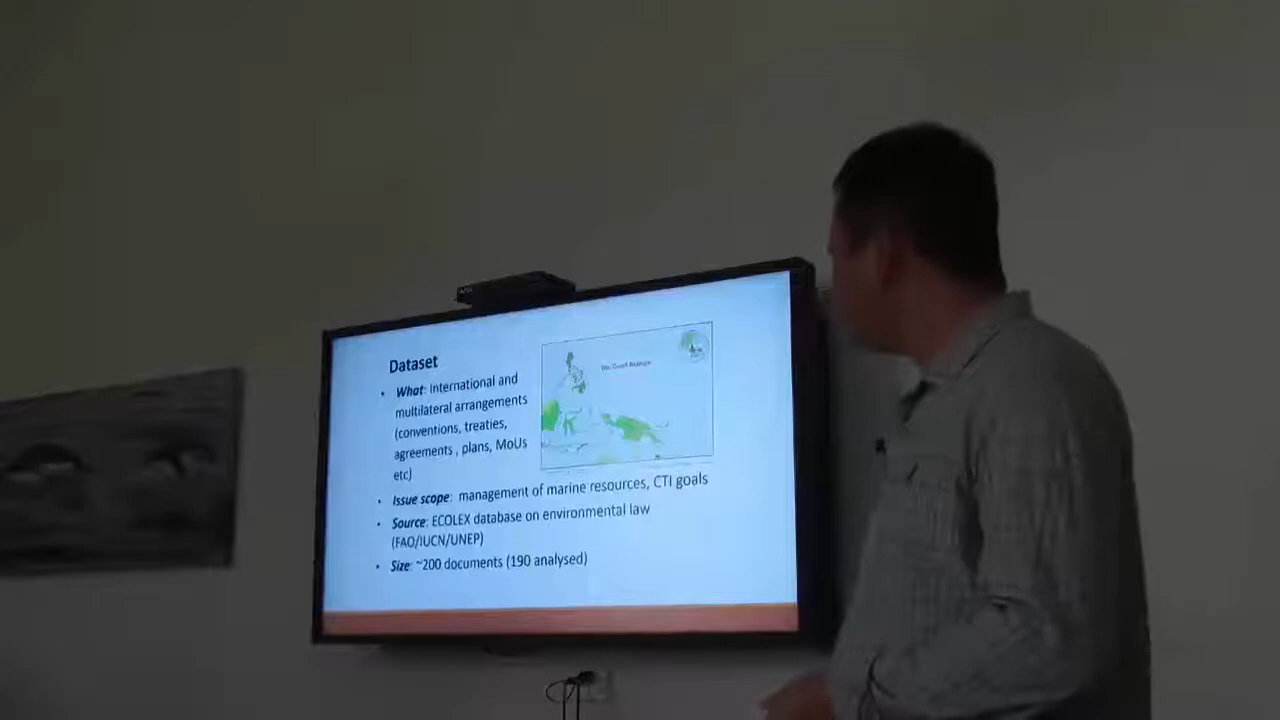 Dataset
• What: International and
multilateral arrangements
(conventions, treaties,
agreements , plans, MoUs
etc)
• Issue scope: management of marine resources, CTI goals
• Source: ECOLEX database on environmental law
(FAO/IUCN/UNEP)
• Size: ~200 documents (190 analysed)